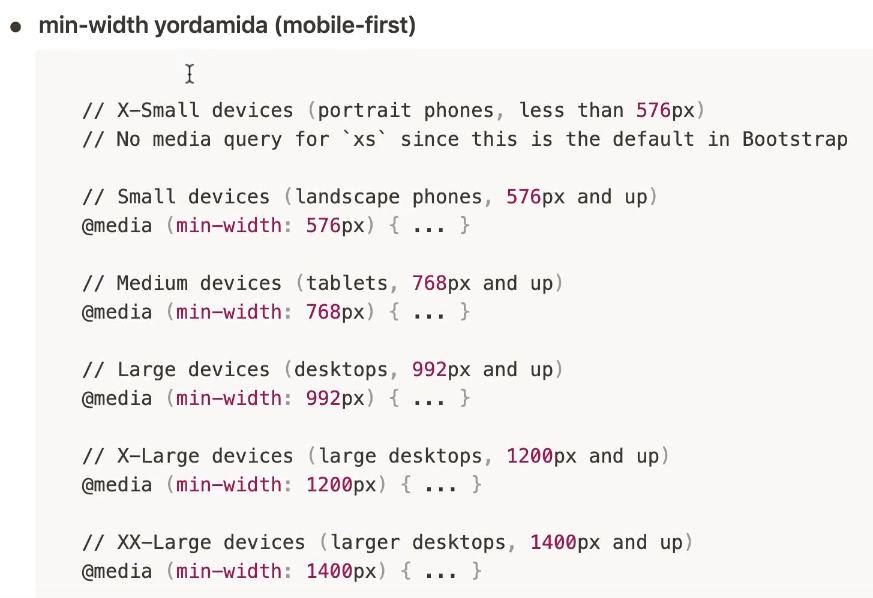 • min-width yordamida (mobile-first)
// X-Small devices (portrait phones, less than 576px)
// No media query for `xs` since this is the default in Bootstrap
// Small devices (landscape phones, 576px and up)
@media (min-width: 576px) { ... }
// Medium devices (tablets, 768px and up)
@media (min-width: 768px) { ... }
// Large devices (desktops, 992px and up)
@media (min-width: 992px) { ... }
// X-Large devices (large desktops, 1200px and up)
@media (min-width: 1200px) { ... }
// XX-Large devices (larger desktops, 1400px and up)
@media (min-width: 1400px) { ... }